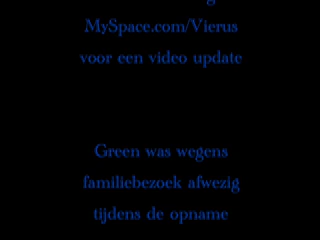 MySpace.com/Vierus
voor een video update
Green was wegens
familiebezoek afwezig
tijdens de opname